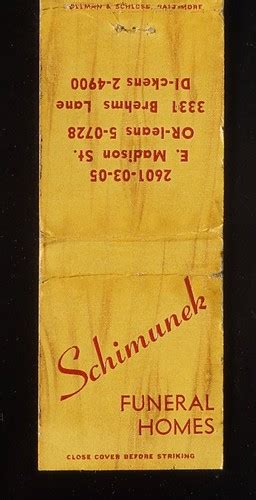 2601-03-05
E. Madison St.
OR-leans 5-0728
3331 Brehms Lane
DI-ckens 2-4900
Schimunek
FUNERAL
HOMES
CLOSE COVER BEFORE STRIKING